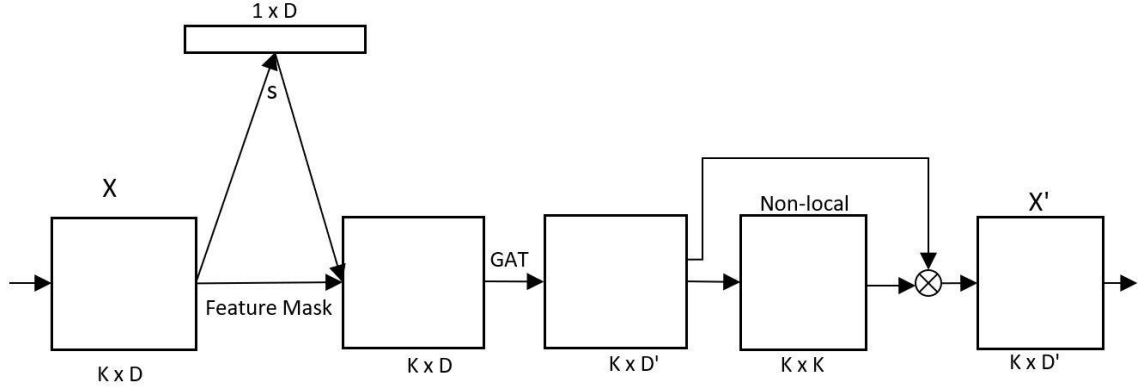 1 x D
s
X
Feature Mask
K x D
K x D
GAT
K x D'
Non-local
K x K
X'
K x D'